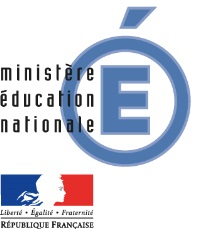 ministère
éducation
nationale
É
Liberté • Égalité • Fraternité
RÉPUBLIQUE FRANÇAISE